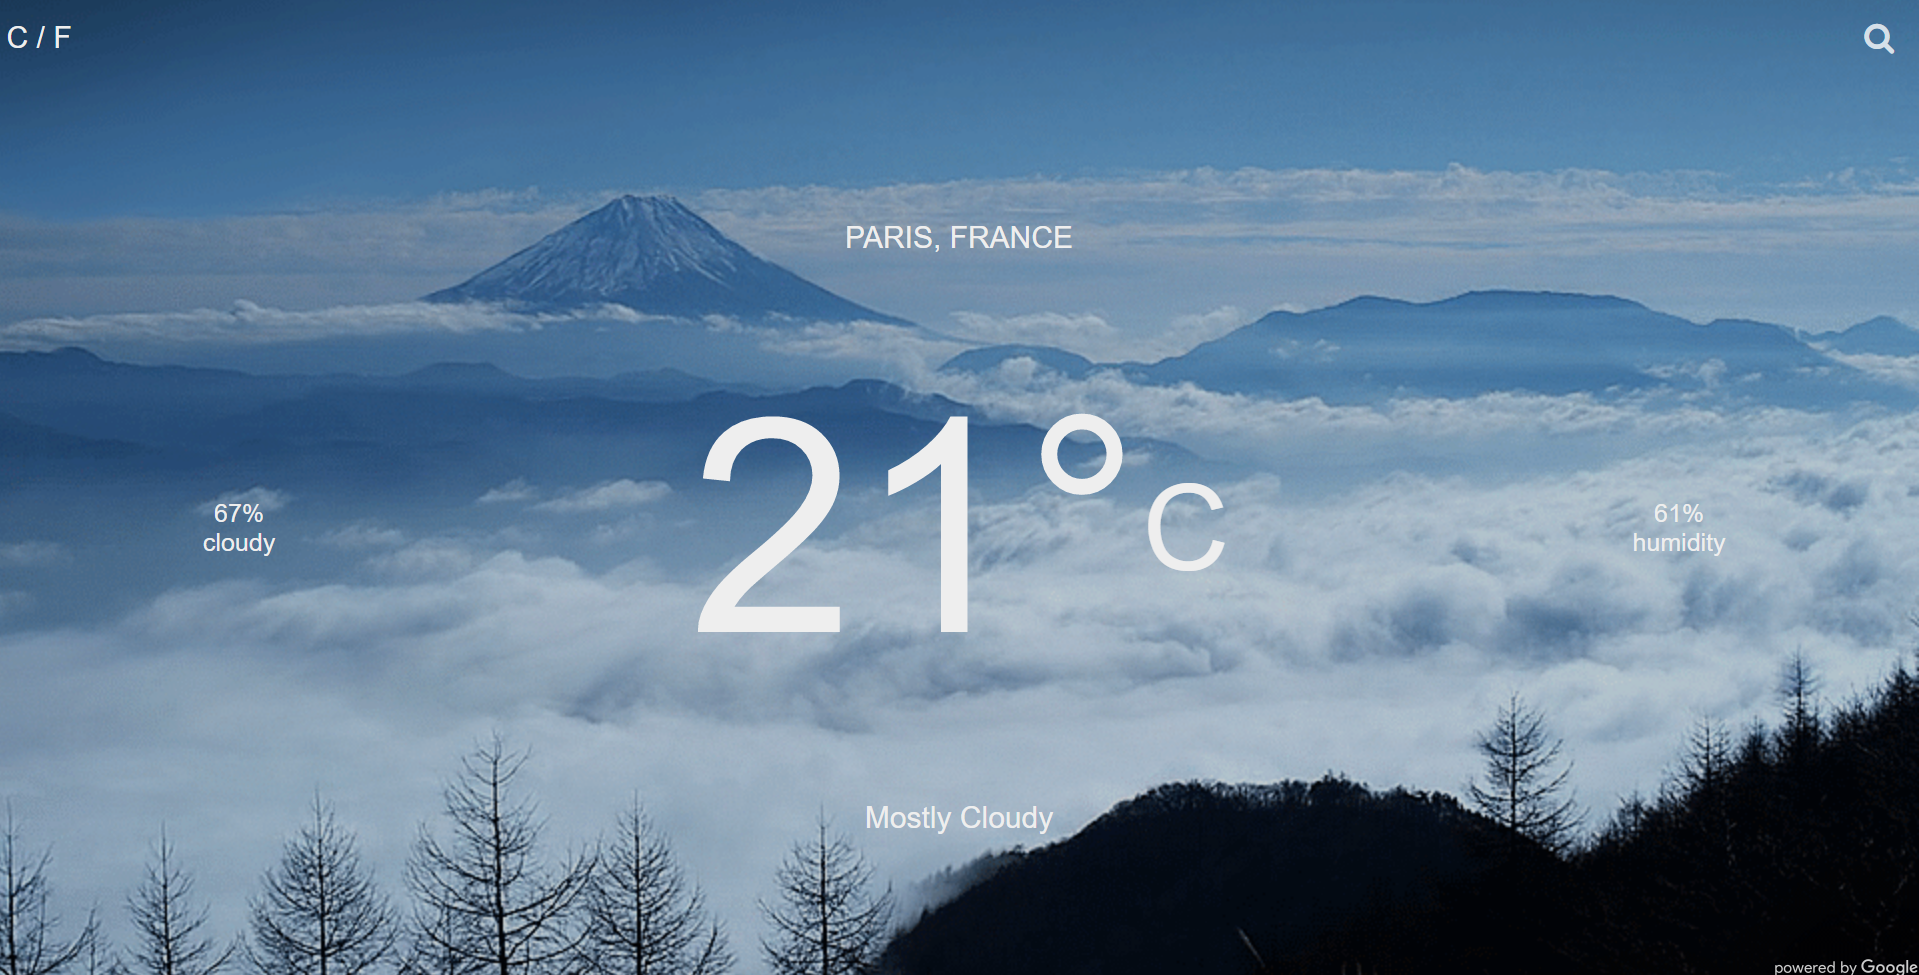 C / F
PARIS, FRANCE
21°C
67%
cloudy
61%
humidity
Mostly Cloudy
powered by Google